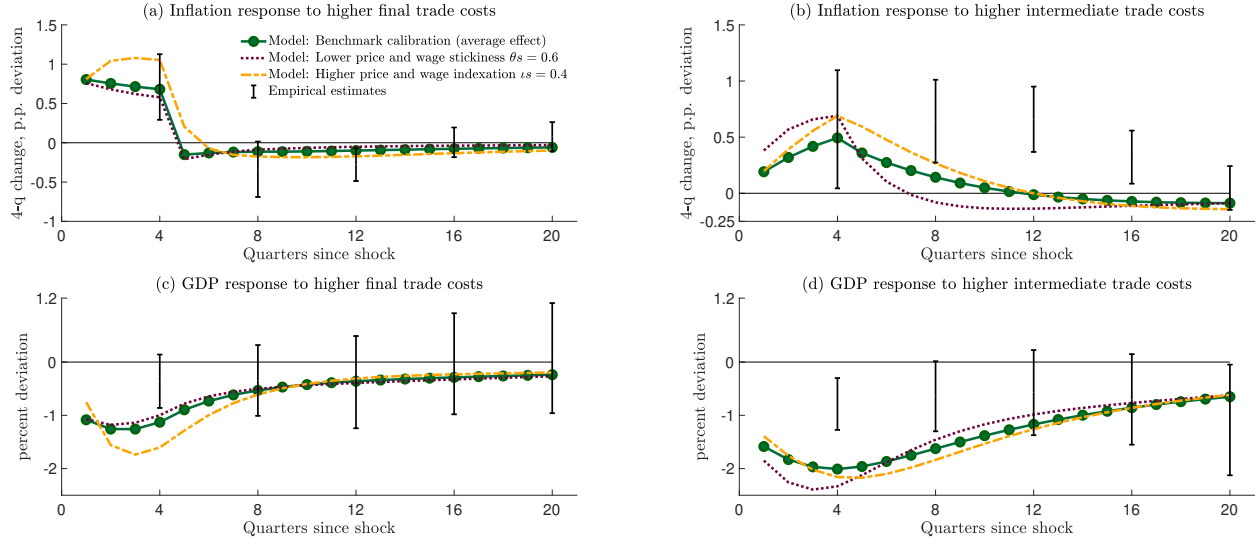 (a) Inflation response to higher final trade costs
1.5
1
0.5
0
-0.5
-1
4-q change, p.p. deviation
Model: Benchmark calibration (average effect)
Model: Lower price and wage stickiness θs = 0.6
Model: Higher price and wage indexation ιs = 0.4
Empirical estimates
0 4 8 12 16 20
Quarters since shock
(b) Inflation response to higher intermediate trade costs
1.5
1
0.5
0
-0.25
4-q change, p.p. deviation
0 4 8 12 16 20
Quarters since shock
(c) GDP response to higher final trade costs
1.2
0
-1
-2
percent deviation
0 4 8 12 16 20
Quarters since shock
(d) GDP response to higher intermediate trade costs
1.2
0
-1
-2
percent deviation
0 4 8 12 16 20
Quarters since shock